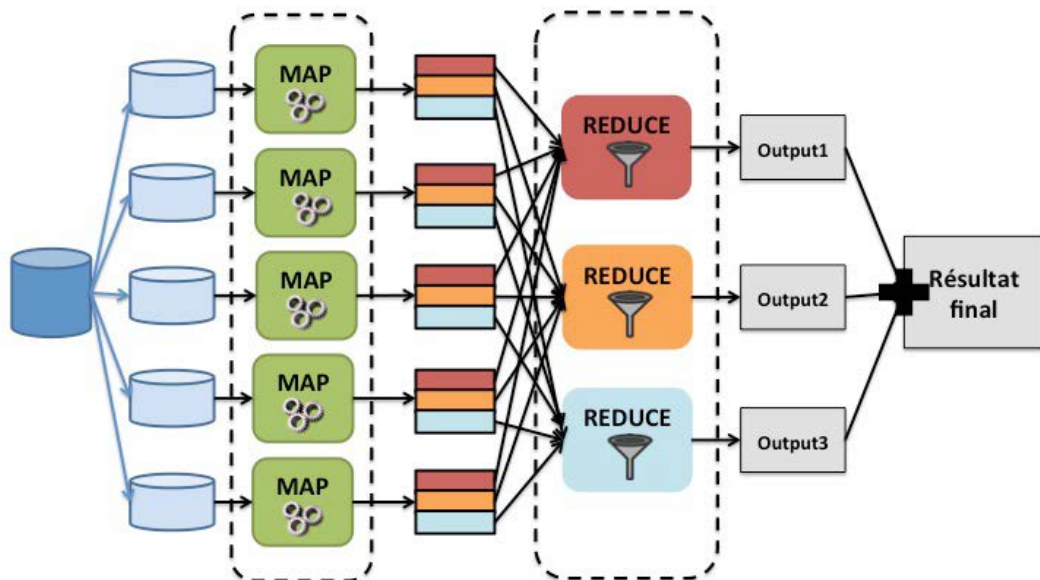 MAP
MAP
MAP
MAP
MAP
REDUCE
REDUCE
REDUCE
Output1
Output2
Output3
Résultat
final